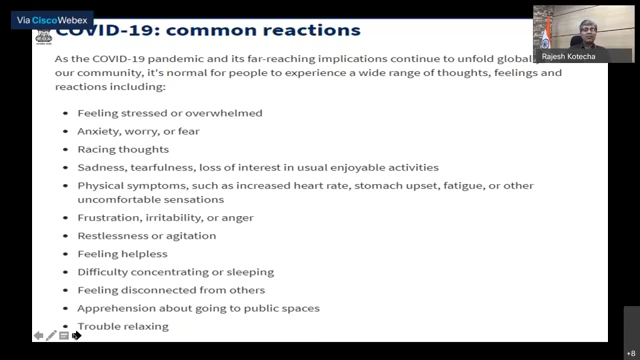 Via Cisco Webex
COVID-19: common reactions
As the COVID-19 pandemic and its far-reaching implications continue to unfold global
our community, it's normal for people to experience a wide range of thoughts, feelings and
reactions including:
• Feeling stressed or overwhelmed
• Anxiety, worry, or fear
• Racing thoughts
• Sadness, tearfulness, loss of interest in usual enjoyable activities
• Physical symptoms, such as increased heart rate, stomach upset, fatigue, or other
uncomfortable sensations
• Frustration, irritability, or anger
• Restlessness or agitation
• Feeling helpless
• Difficulty concentrating or sleeping
• Feeling disconnected from others
• Apprehension about going to public spaces
• Trouble relaxing
Rajesh Kotecha
+8